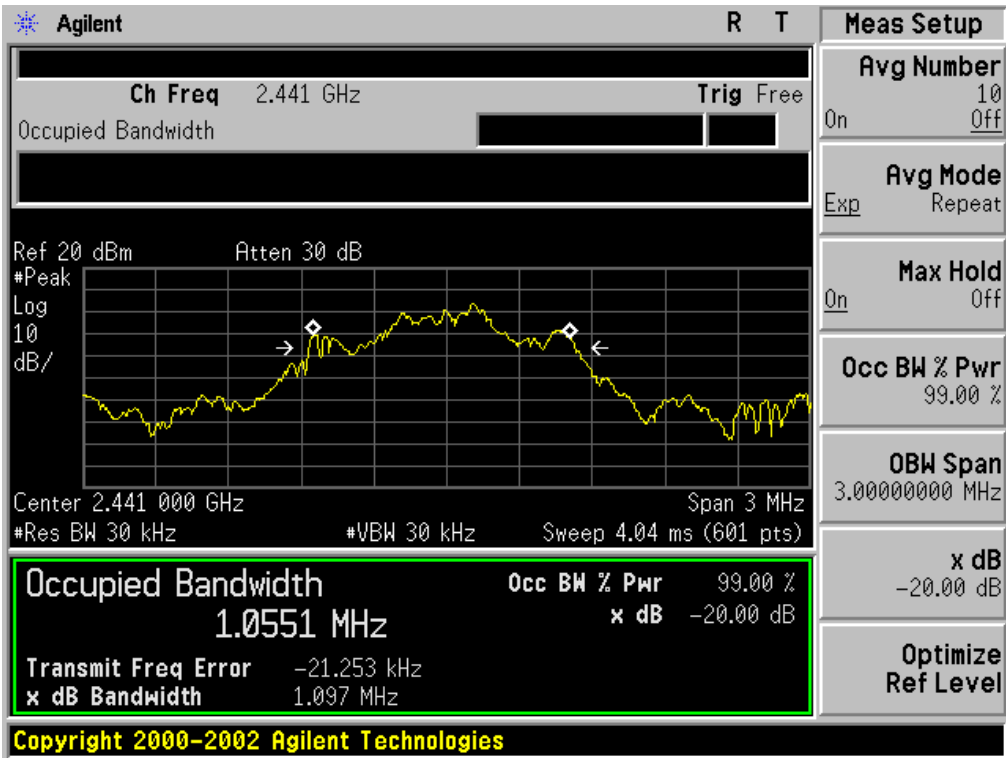 Agilent R T
Ch Freq 2.441 GHz Trig Free
Occupied Bandwidth
Ref 20 dBm Atten 30 dB
#Peak
Log
10
dB/
Center 2.441 000 GHz Span 3 MHz
#Res BW 30 kHz #VBW 30 kHz Sweep 4.04 ms (601 pts)
Occupied Bandwidth Occ BW % Pwr 99.00 %
1.0551 MHz x dB -20.00 dB
Transmit Freq Error -21.253 kHz
x dB Bandwidth 1.097 MHz
Copyright 2000-2002 Agilent Technologies
Meas Setup
Avg Number
10
On Off
Avg Mode
Exp Repeat
Max Hold
On Off
Occ BW % Pwr
99.00 %
OBW Span
3.00000000 MHz
x dB
-20.00 dB
Optimize
Ref Level